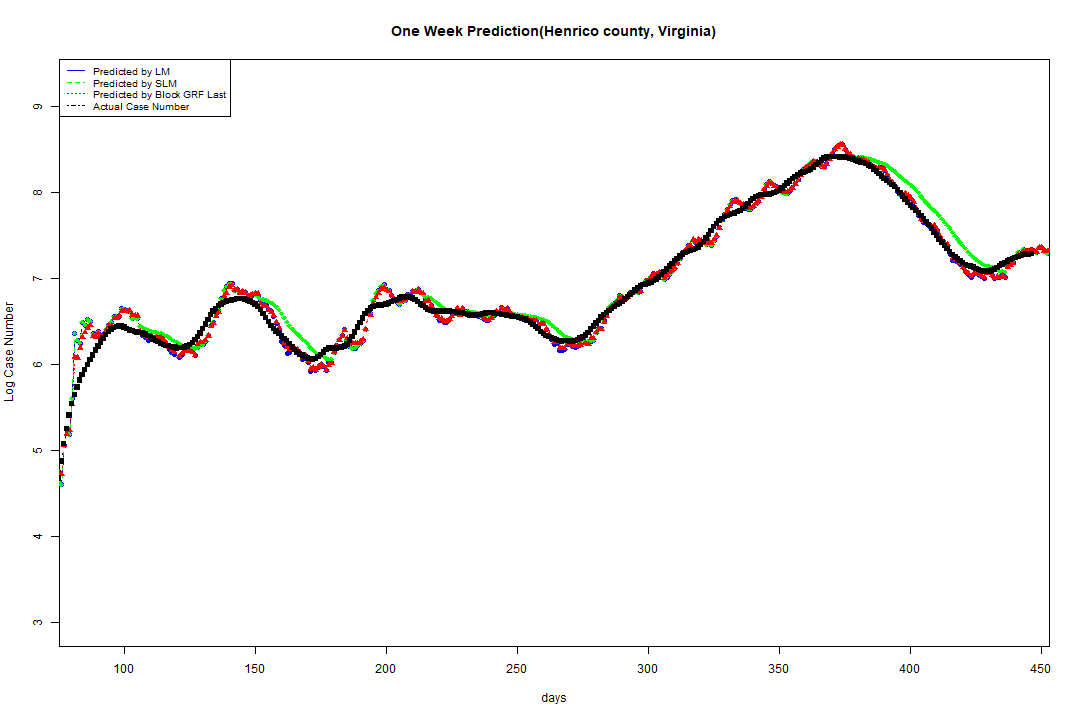 One Week Prediction(Henrico county, Virginia)
Predicted by LM
Predicted by SLM
Predicted by Block GRF Last
Actual Case Number
9
8
7
6
5
4
3
Log Case Number
100 150 200 250 300 350 400 450
days